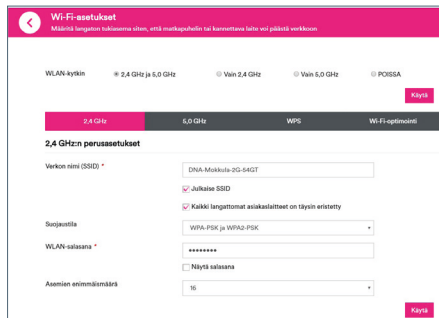 Wi-Fi-asetukset
Määritä langaton tukiasema siten, että matkapuhelin tai kannettava laite voi päästä verkkoon
WLAN-kytkin 2,4 GHz ja 5,0 GHz Vain 2,4 GHz Vain 5,0 GHz POISSA
Käytä
2,4 GHz 5,0 GHz WPS Wi-Fi-optimointi
2,4 GHz:n perusasetukset
Verkon nimi (SSID) * DNA-Mokkula-2G-54GT
Julkaise SSID
Kaikki langattomat asiakaslaitteet on täysin eristetty
Suojaustila WPA-PSK ja WPA2-PSK
WLAN-salasana * ••••••••
Näytä salasana
Asemien enimmäismäärä 16
Käytä